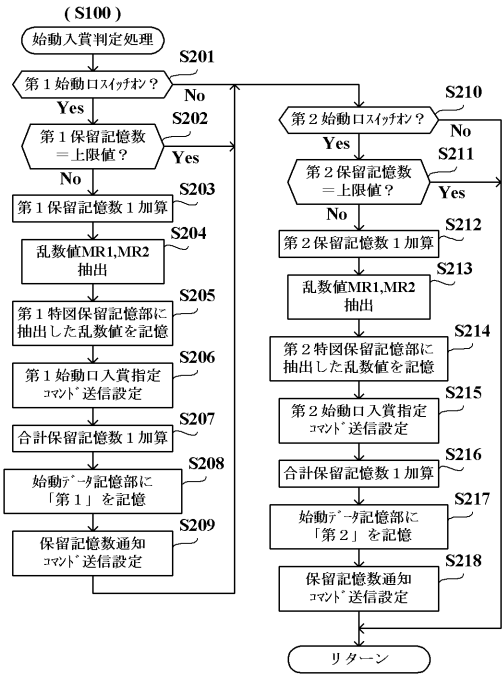 (S100)
始動入賞判定処理
S201
第1始動口スイッチオン?
No
Yes
S202
第1保留記憶数
=上限値?
Yes
No
S203
第1保留記憶数1加算
S204
乱数値MR1,MR2
抽出
S205
第1特図保留記憶部に
抽出した乱数値を記憶
S206
第1始動口入賞指定
コマンド送信設定
S207
合計保留記憶数1加算
S208
始動データ記憶部に
「第1」を記憶
S209
保留記憶数通知
コマンド送信設定
S210
第2始動口スイッチオン?
No
Yes
S211
第2保留記憶数
=上限値?
Yes
No
S212
第2保留記憶数1加算
S213
乱数値MR1,MR2
抽出
S214
第2特図保留記憶部に
抽出した乱数値を記憶
S215
第2始動口入賞指定
コマンド送信設定
S216
合計保留記憶数1加算
S217
始動データ記憶部に
「第2」を記憶
S218
保留記憶数通知
コマンド送信設定
リターン